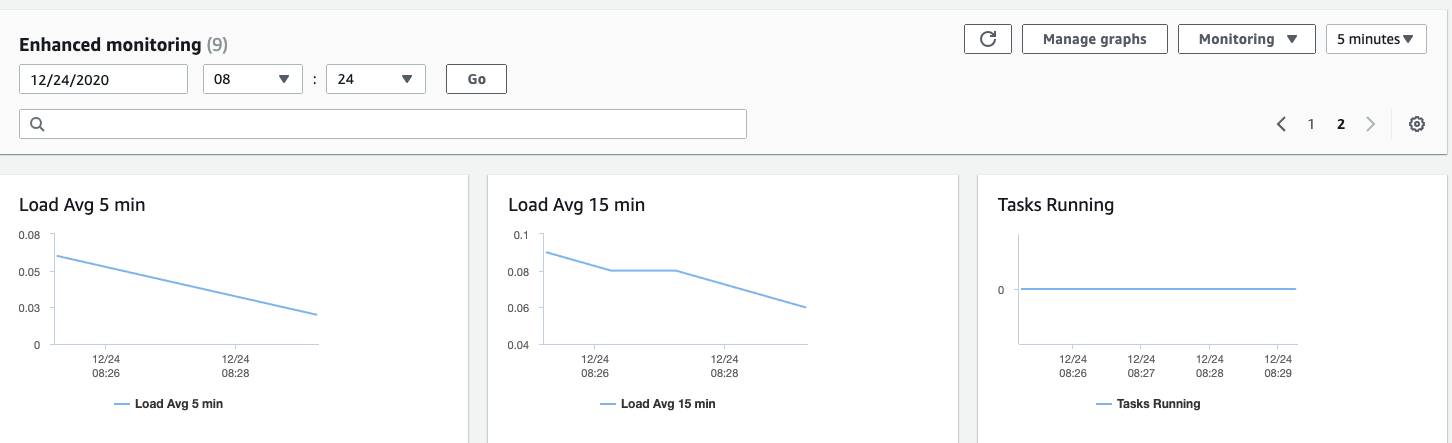 Enhanced monitoring (9)
Manage graphs
Monitoring
5 minutes
12/24/2020
08
:
24
Go
1
2
Load Avg 5 min
0.08
0.05
0.03
0
12/24
08:26
12/24
08:28
Load Avg 5 min
Load Avg 15 min
0.1
0.08
0.06
0.04
12/24
08:26
12/24
08:28
Load Avg 15 min
Tasks Running
0
12/24
08:26
12/24
08:27
12/24
08:28
12/24
08:29
Tasks Running